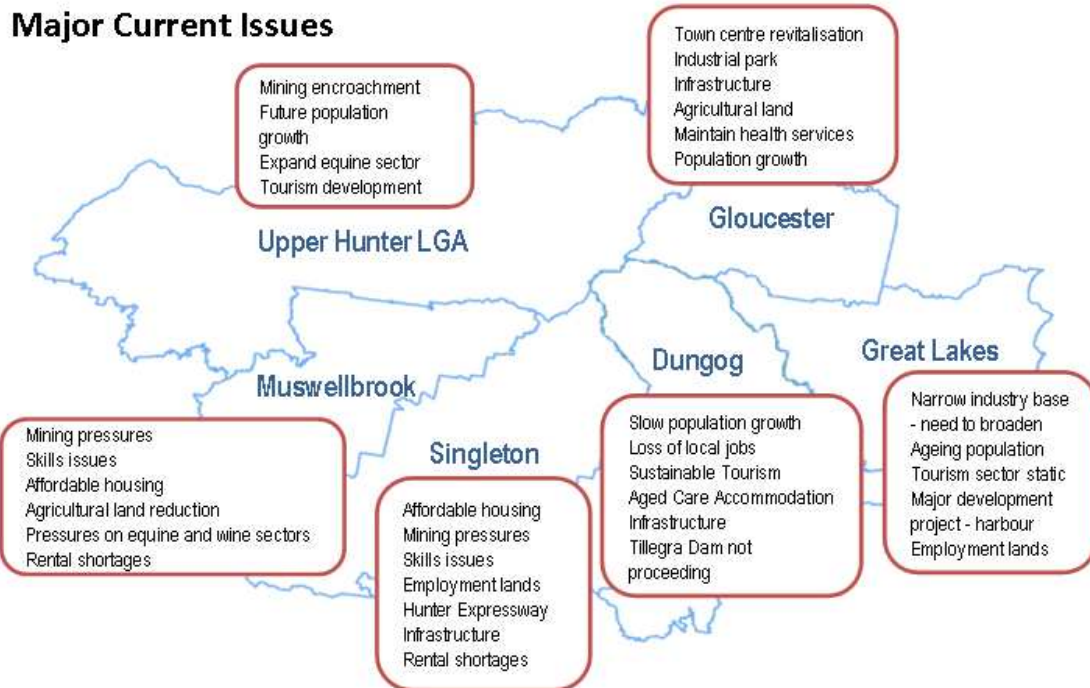 Major Current Issues
Mining encroachment
Future population
growth
Expand equine sector
Tourism development
Town centre revitalisation
Industrial park
Infrastructure
Agricultural land
Maintain health services
Population growth
Upper Hunter LGA
Gloucester
Muswellbrook
Dungog
Great Lakes
Singleton
Mining pressures
Skills issues
Affordable housing
Agricultural land reduction
Pressures on equine and wine sectors
Rental shortages
Affordable housing
Mining pressures
Skills issues
Employment lands
Hunter Expressway
Infrastructure
Rental shortages
Slow population growth
Loss of local jobs
Sustainable Tourism
Aged Care Accommodation
Infrastructure
Tillegra Dam not
proceeding
Narrow industry base
- need to broaden
Ageing population
Tourism sector static
Major development
project - harbour
Employment lands